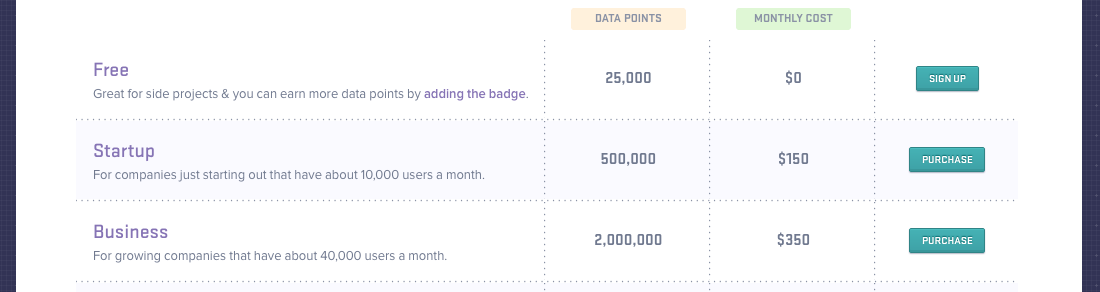 DATA POINTS MONTHLY COST
Free
Great for side projects & you can earn more data points by adding the badge.
25,000 $0 SIGN UP
Startup
For companies just starting out that have about 10,000 users a month.
500,000 $150 PURCHASE
Business
For growing companies that have about 40,000 users a month.
2,000,000 $350 PURCHASE